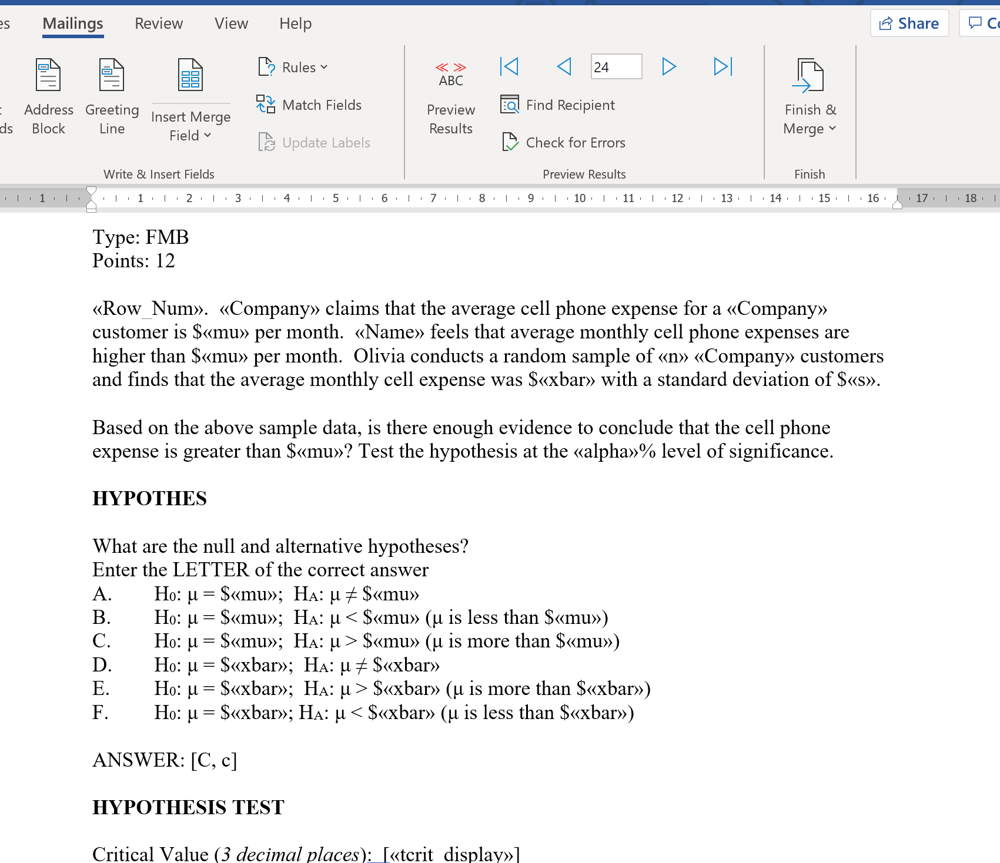 es Mailings Review View Help Share Co
Rules 24
ABC
Match Fields Find Recipient
Address Greeting Insert Merge Preview Finish &
ds Block Line Field Results Merge
Update Labels Check for Errors
Write & Insert Fields Preview Results Finish
1 1 2 3 4 5 6 7 8 9 10 11 12 13 14 15 16 17 18
Type: FMB
Points: 12
«Row_Num».  «Company» claims that the average cell phone expense for a «Company»
customer is $«mu» per month.  «Name» feels that average monthly cell phone expenses are
higher than $«mu» per month.  Olivia conducts a random sample of «n» «Company» customers
and finds that the average monthly cell expense was $«xbar» with a standard deviation of $«s».
Based on the above sample data, is there enough evidence to conclude that the cell phone
expense is greater than $«mu»? Test the hypothesis at the «alpha»% level of significance.
HYPOTHES
What are the null and alternative hypotheses?
Enter the LETTER of the correct answer
A. H0: μ = $«mu»;  HA: μ ≠ $«mu»
B. H0: μ = $«mu»;  HA: μ < $«mu» (μ is less than $«mu»)
C. H0: μ = $«mu»;  HA: μ > $«mu» (μ is more than $«mu»)
D. H0: μ = $«xbar»;  HA: μ ≠ $«xbar»
E. H0: μ = $«xbar»;  HA: μ > $«xbar» (μ is more than $«xbar»)
F. H0: μ = $«xbar»; HA: μ < $«xbar» (μ is less than $«xbar»)
ANSWER: [C, c]
HYPOTHESIS TEST
Critical Value (3 decimal places):  [«tcrit_display»]